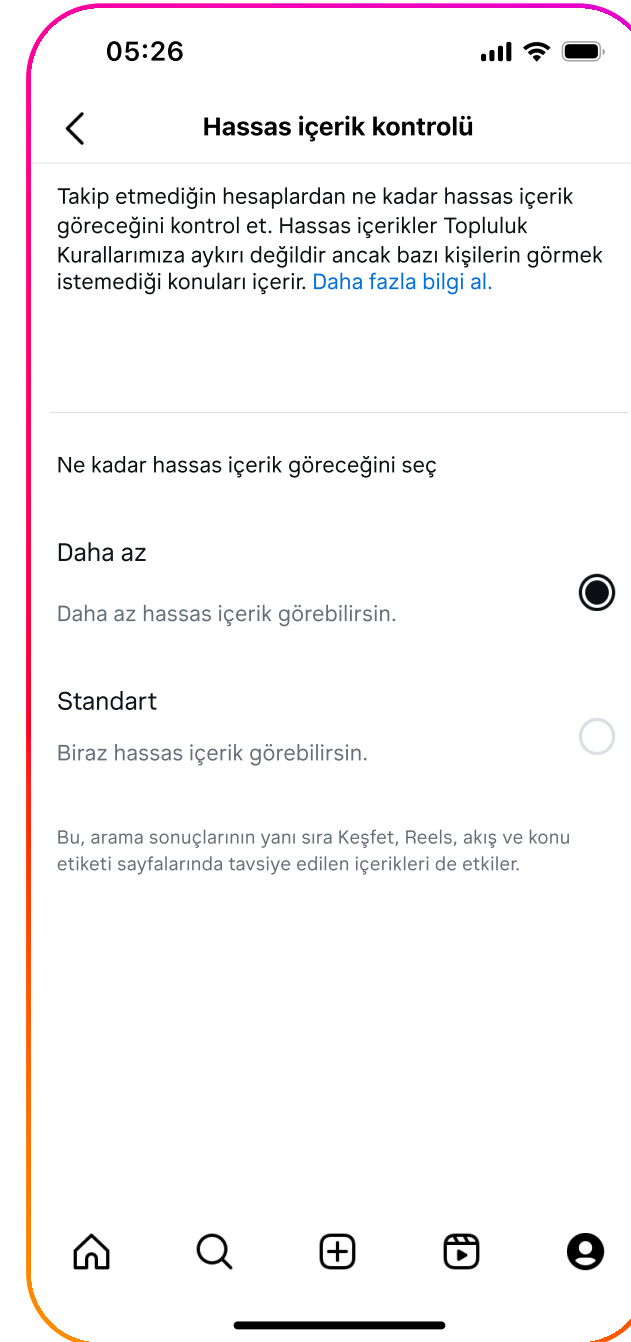 05:26
Hassas içerik kontrolü
Takip etmediğin hesaplardan ne kadar hassas içerik
göreceğini kontrol et. Hassas içerikler Topluluk
Kurallarımıza aykırı değildir ancak bazı kişilerin görmek
istemediği konuları içerir. Daha fazla bilgi al.
Ne kadar hassas içerik göreceğini seç
Daha az
Daha az hassas içerik görebilirsin.
Standart
Biraz hassas içerik görebilirsin.
Bu, arama sonuçlarının yanı sıra Keşfet, Reels, akış ve konu
etiketi sayfalarında tavsiye edilen içerikleri de etkiler.